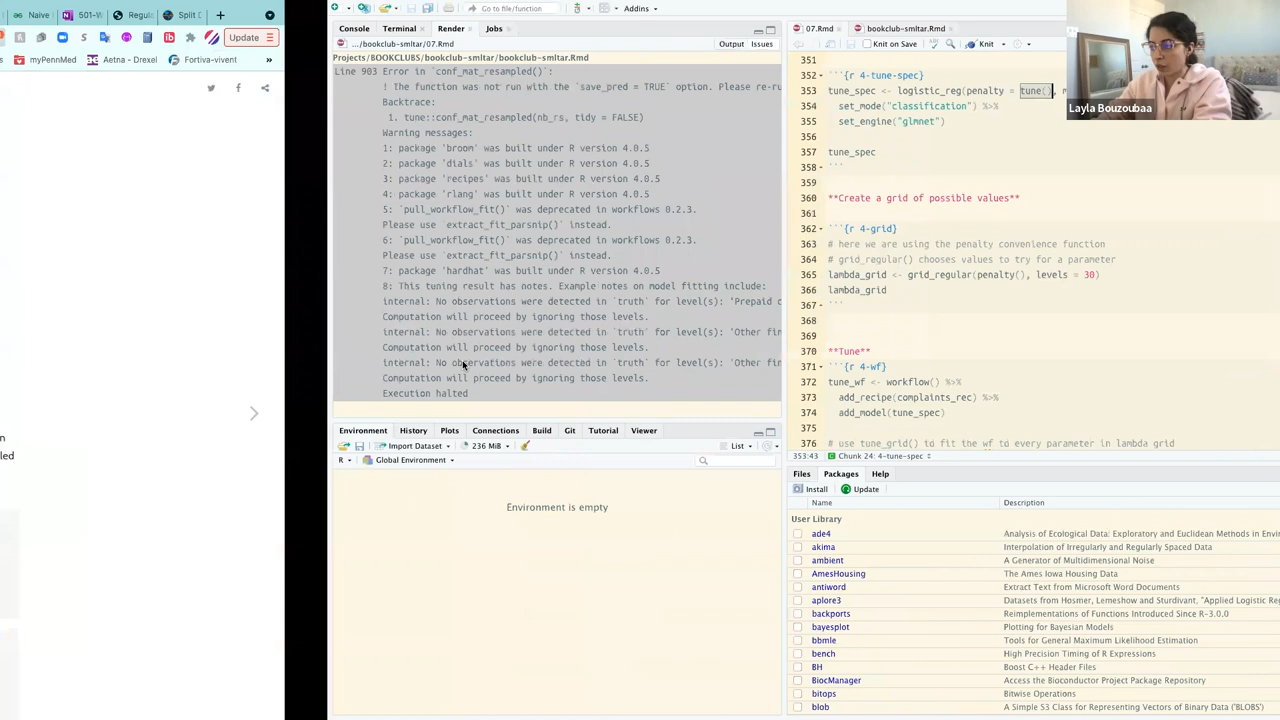 Naive
501-W
Regul
Split D
Update
myPennMed
Aetna - Drexel
Fortiva-student
n
led
Go to file/function
Addins
Console
Terminal
Render
Jobs
.../bookclub-smltar/07.Rmd
Output
Issues
Projects/BOOKCLUBS/bookclub-smltar/bookclub-smltar.Rmd
Line 903 Error in `conf_mat_resampled()`:
! The function was not run with the `save_pred = TRUE` option. Please re-ru
Backtrace:
1. tune::conf_mat_resampled(nb_rs, tidy = FALSE)
Warning messages:
1: package 'broom' was built under R version 4.0.5
2: package 'dials' was built under R version 4.0.5
3: package 'recipes' was built under R version 4.0.5
4: package 'rlang' was built under R version 4.0.5
5: `pull_workflow_fit()` was deprecated in workflows 0.2.3.
Please use `extract_fit_parsnip()` instead.
6: `pull_workflow_fit()` was deprecated in workflows 0.2.3.
Please use `extract_fit_parsnip()` instead.
7: package 'hardhat' was built under R version 4.0.5
8: This tuning result has notes. Example notes on model fitting include:
internal: No observations were detected in `truth` for level(s): 'Prepaid c
Computation will proceed by ignoring those levels.
internal: No observations were detected in `truth` for level(s): 'Other fin
Computation will proceed by ignoring those levels.
internal: No observations were detected in `truth` for level(s): 'Other fin
Computation will proceed by ignoring those levels.
Execution halted
Environment
History
Plots
Connections
Build
Git
Tutorial
Viewer
Import Dataset
236 MiB
List
R
Global Environment
Environment is empty
07.Rmd
bookclub-smltar.Rmd
Knit on Save
Knit
351
352 ```{r 4-tune-spec}
353 tune_spec <- logistic_reg(penalty = tune(), m
354 set_mode("classification") %>%
355 set_engine("glmnet")
356
357 tune_spec
358 ```
359
360 **Create a grid of possible values**
361
362 ```{r 4-grid}
363 # here we are using the penalty convenience function
364 # grid_regular() chooses values to try for a parameter
365 lambda_grid <- grid_regular(penalty(), levels = 30)
366 lambda_grid
367 ```
368
369
370 **Tune**
371 ```{r 4-wf}
372 tune_wf <- workflow() %>%
373 add_recipe(complaints_rec) %>%
374 add_model(tune_spec)
375
376 # use tune_grid() to fit the wf to every parameter in lambda grid
353:43
Chunk 24: 4-tune-spec
Files
Packages
Help
Install
Update
Name
Description
User Library
ade4 Analysis of Ecological Data: Exploratory and Euclidean Methods in Envir
akima Interpolation of Irregularly and Regularly Spaced Data
ambient A Generator of Multidimensional Noise
AmesHousing The Ames Iowa Housing Data
antiword Extract Text from Microsoft Word Documents
aplore3 Datasets from Hosmer, Lemeshow and Sturdivant, "Applied Logistic Reg
backports Reimplementations of Functions Introduced Since R-3.0.0
bayesplot Plotting for Bayesian Models
bbmle Tools for General Maximum Likelihood Estimation
bench High Precision Timing of R Expressions
BH Boost C++ Header Files
BiocManager Access the Bioconductor Project Package Repository
bitops Bitwise Operations
blob A Simple S3 Class for Representing Vectors of Binary Data ('BLOBS')
Layla Bouzoubaa